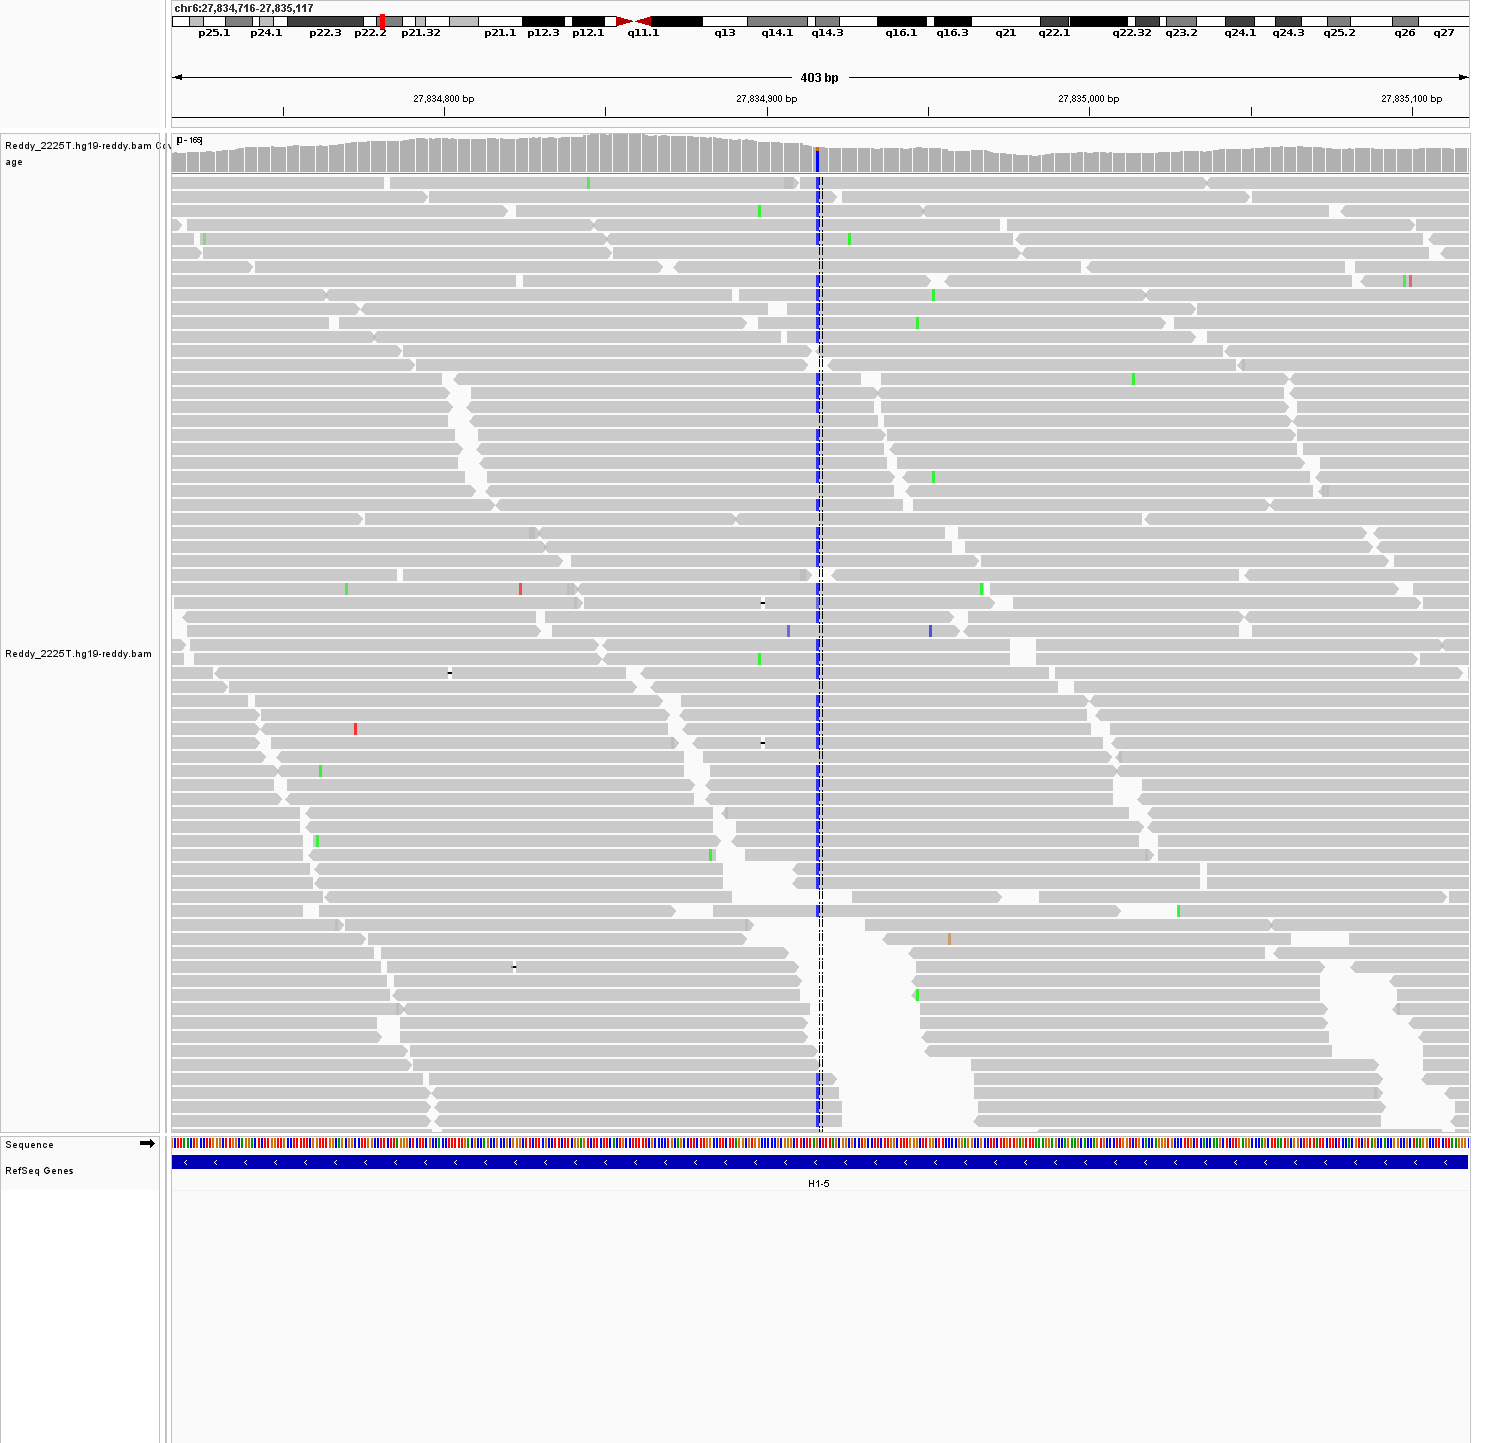 chr6:27,834,716-27,835,117
p25.1 p24.1 p22.3 p22.2 p21.32 p21.1 p12.3 p12.1 q11.1 q13 q14.1 q14.3 q16.1 q16.3 q21 q22.1 q22.32 q23.2 q24.1 q24.3 q25.2 q26 q27
403 bp
27,834,800 bp 27,834,900 bp 27,835,000 bp 27,835,100 bp
[0 - 165]
Reddy_2225T.hg19-reddy.bam Cov
age
Reddy_2225T.hg19-reddy.bam
Sequence
RefSeq Genes
H1-5